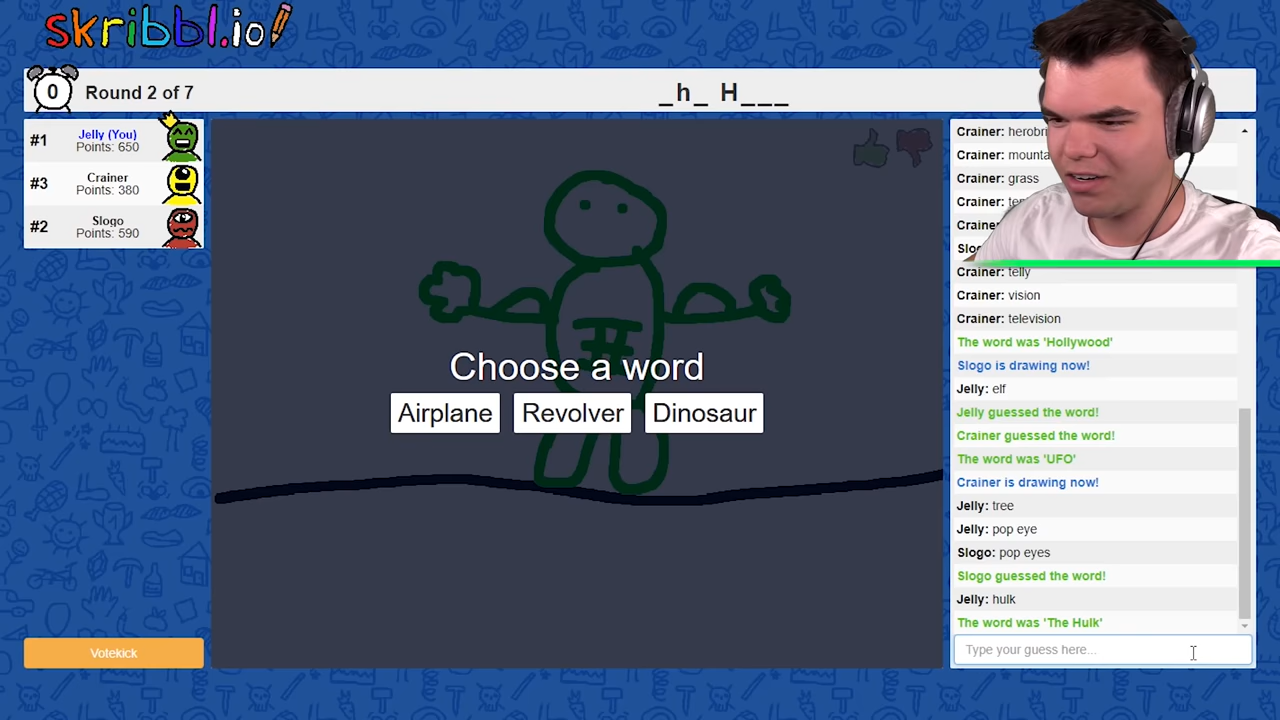 skribbl.io
0
Round 2 of 7
_h_ H___
#1
Jelly (You)
Points: 650
#3
Crainer
Points: 380
#2
Slogo
Points: 590
Choose a word
Airplane
Revolver
Dinosaur
Crainer: herobri
Crainer: mounta
Crainer: grass
Crainer: telly
Crainer: vision
Crainer: television
The word was 'Hollywood'
Slogo is drawing now!
Jelly: elf
Jelly guessed the word!
Crainer guessed the word!
The word was 'UFO'
Crainer is drawing now!
Jelly: tree
Jelly: pop eye
Slogo: pop eyes
Slogo guessed the word!
Jelly: hulk
The word was 'The Hulk'
Type your guess here...
Votekick